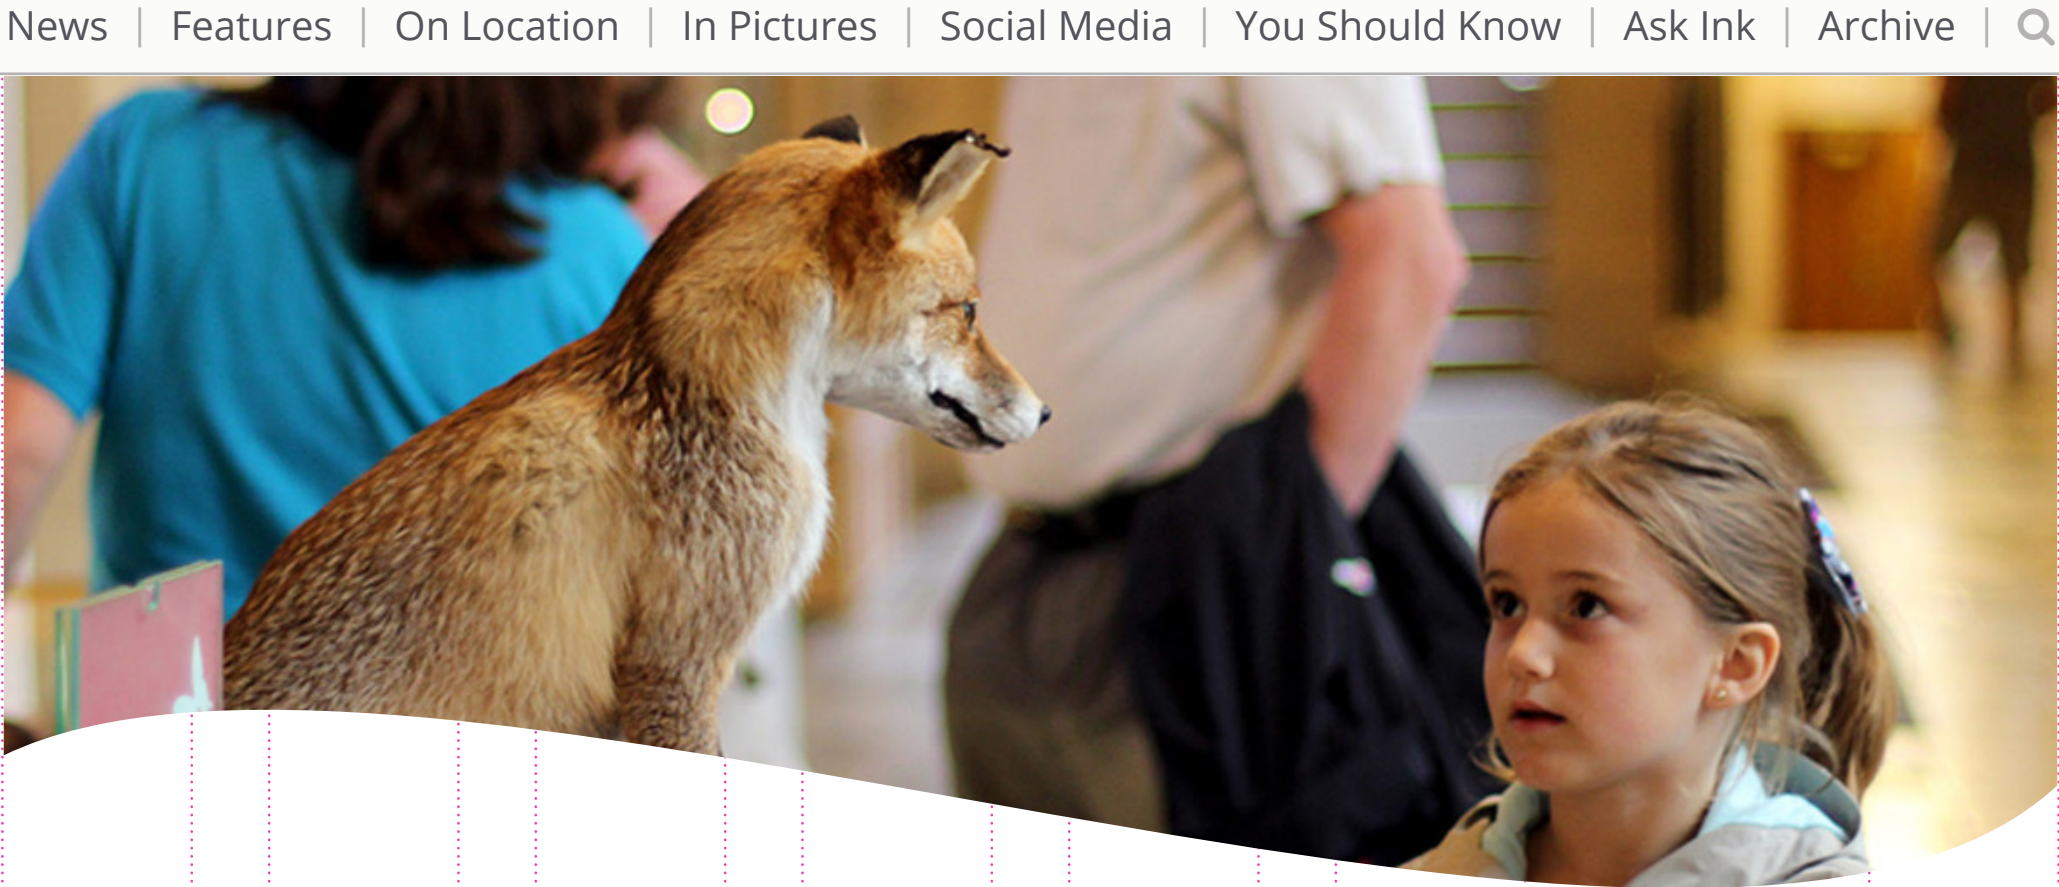 News | Features | On Location | In Pictures | Social Media | You Should Know | Ask Ink | Archive |